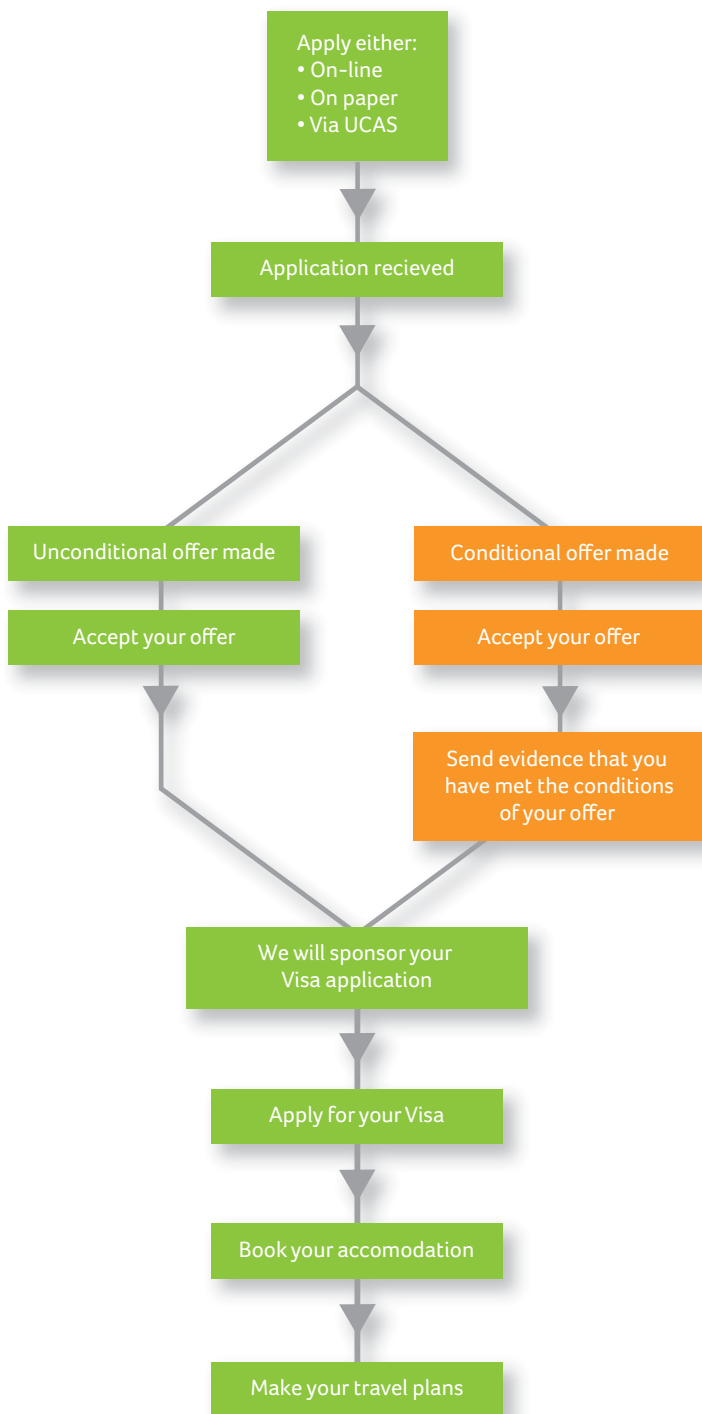 Apply either:
• On-line
• On paper
• Via UCAS
Application recieved
Unconditional offer made
Conditional offer made
Accept your offer
Accept your offer
Send evidence that you
have met the conditions
of your offer
We will sponsor your
Visa application
Apply for your Visa
Book your accomodation
Make your travel plans